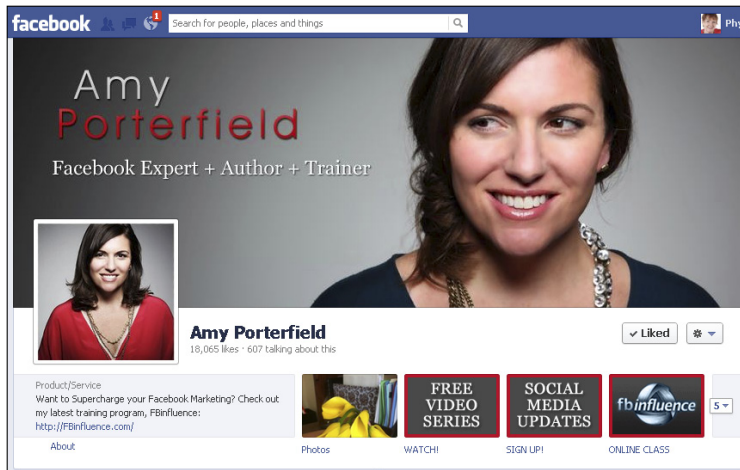 facebook
1
Search for people, places and things
Phy
Amy
Porterfield
Facebook Expert + Author + Trainer
Amy Porterfield
18,065 likes · 607 talking about this
Liked
Product/Service
Want to Supercharge your Facebook Marketing? Check out
my latest training program, FBinfluence:
http://FBinfluence.com/
About
Photos
FREE
VIDEO
SERIES
WATCH!
SOCIAL
MEDIA
UPDATES
SIGN UP!
fbinfluence
ONLINE CLASS
5